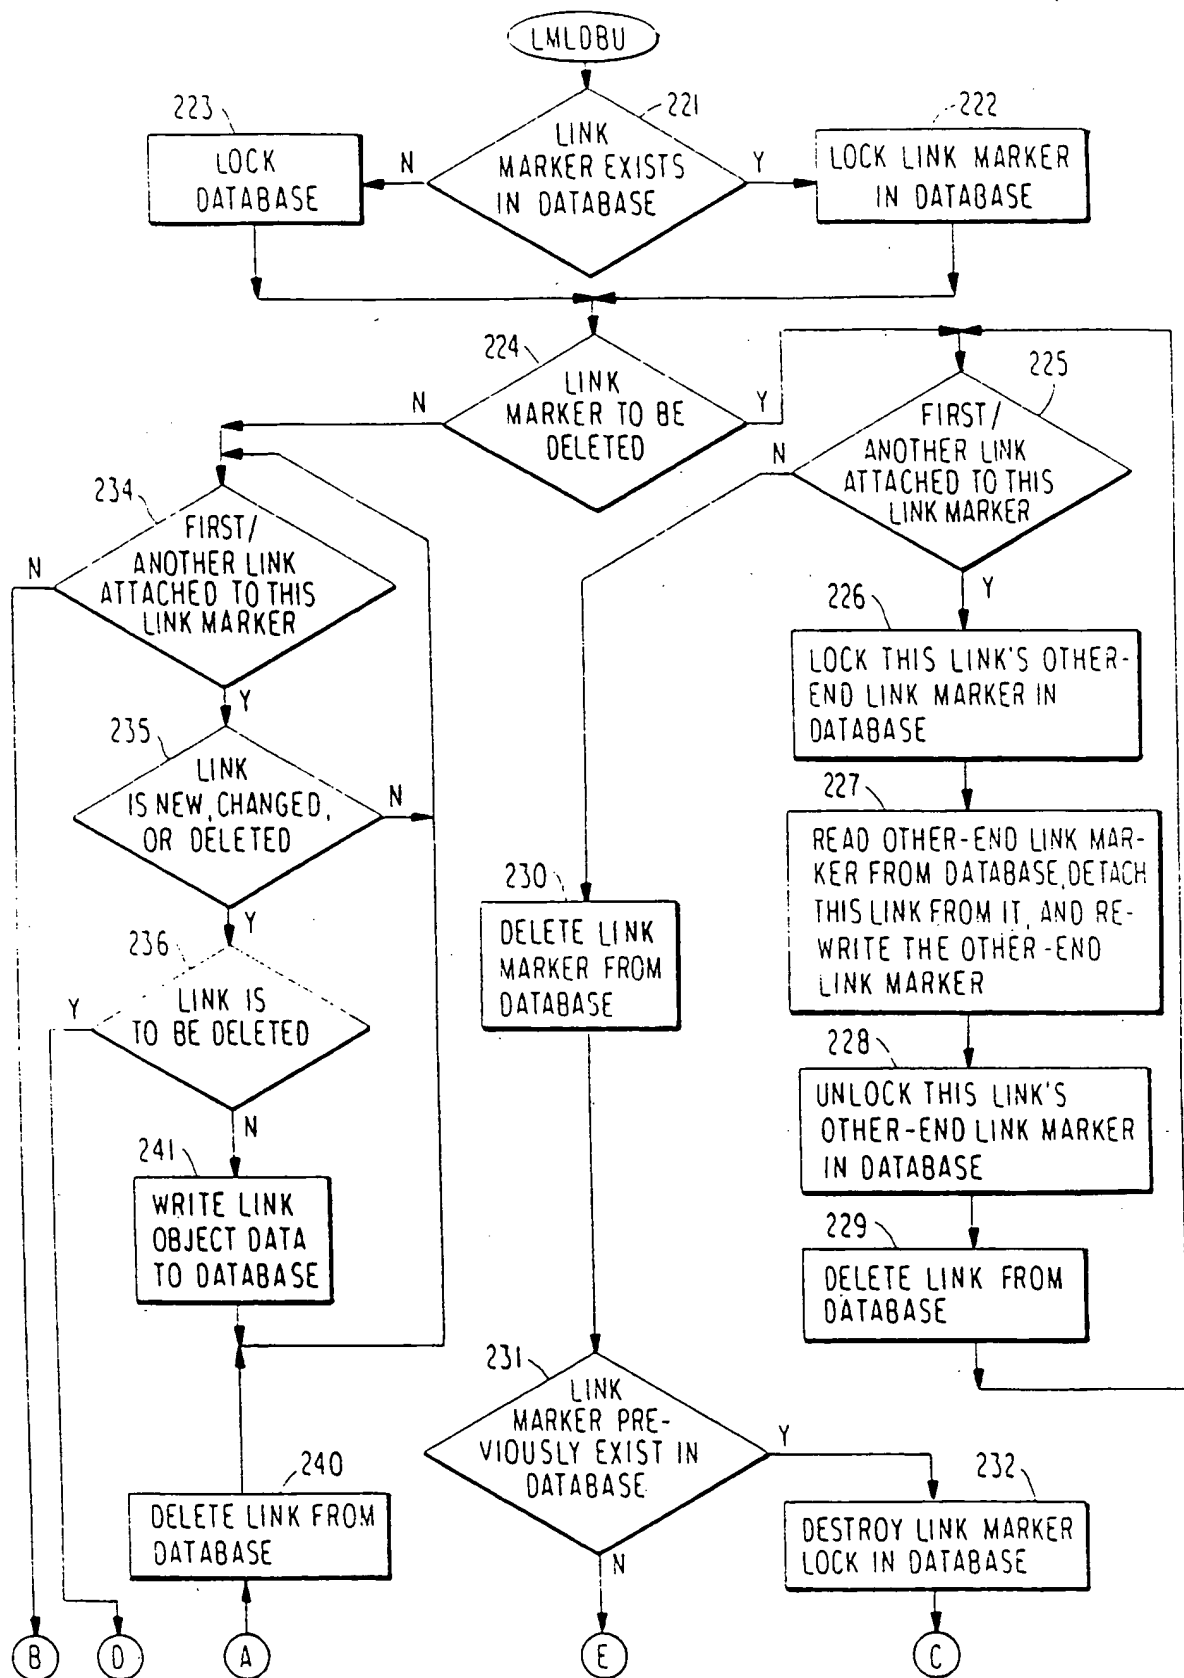 LMLDBU
221
LINK
MARKER EXISTS
IN DATABASE
N
Y
223
LOCK
DATABASE
222
LOCK LINK MARKER
IN DATABASE
224
LINK
MARKER TO BE
DELETED
N
Y
225
FIRST/
ANOTHER LINK
ATTACHED TO THIS
LINK MARKER
N
Y
234
FIRST/
ANOTHER LINK
ATTACHED TO THIS
LINK MARKER
N
Y
226
LOCK THIS LINK'S OTHER-
END LINK MARKER IN
DATABASE
235
LINK
IS NEW, CHANGED,
OR DELETED
N
Y
227
READ OTHER-END LINK MAR-
KER FROM DATABASE, DETACH
THIS LINK FROM IT, AND RE-
WRITE THE OTHER-END
LINK MARKER
230
DELETE LINK
MARKER FROM
DATABASE
236
LINK IS
TO BE DELETED
Y
N
228
UNLOCK THIS LINK'S
OTHER-END LINK MARKER
IN DATABASE
241
WRITE LINK
OBJECT DATA
TO DATABASE
229
DELETE LINK FROM
DATABASE
231
LINK
MARKER PRE-
VIOUSLY EXIST IN
DATABASE
Y
N
240
DELETE LINK FROM
DATABASE
232
DESTROY LINK MARKER
LOCK IN DATABASE
B
D
A
E
C